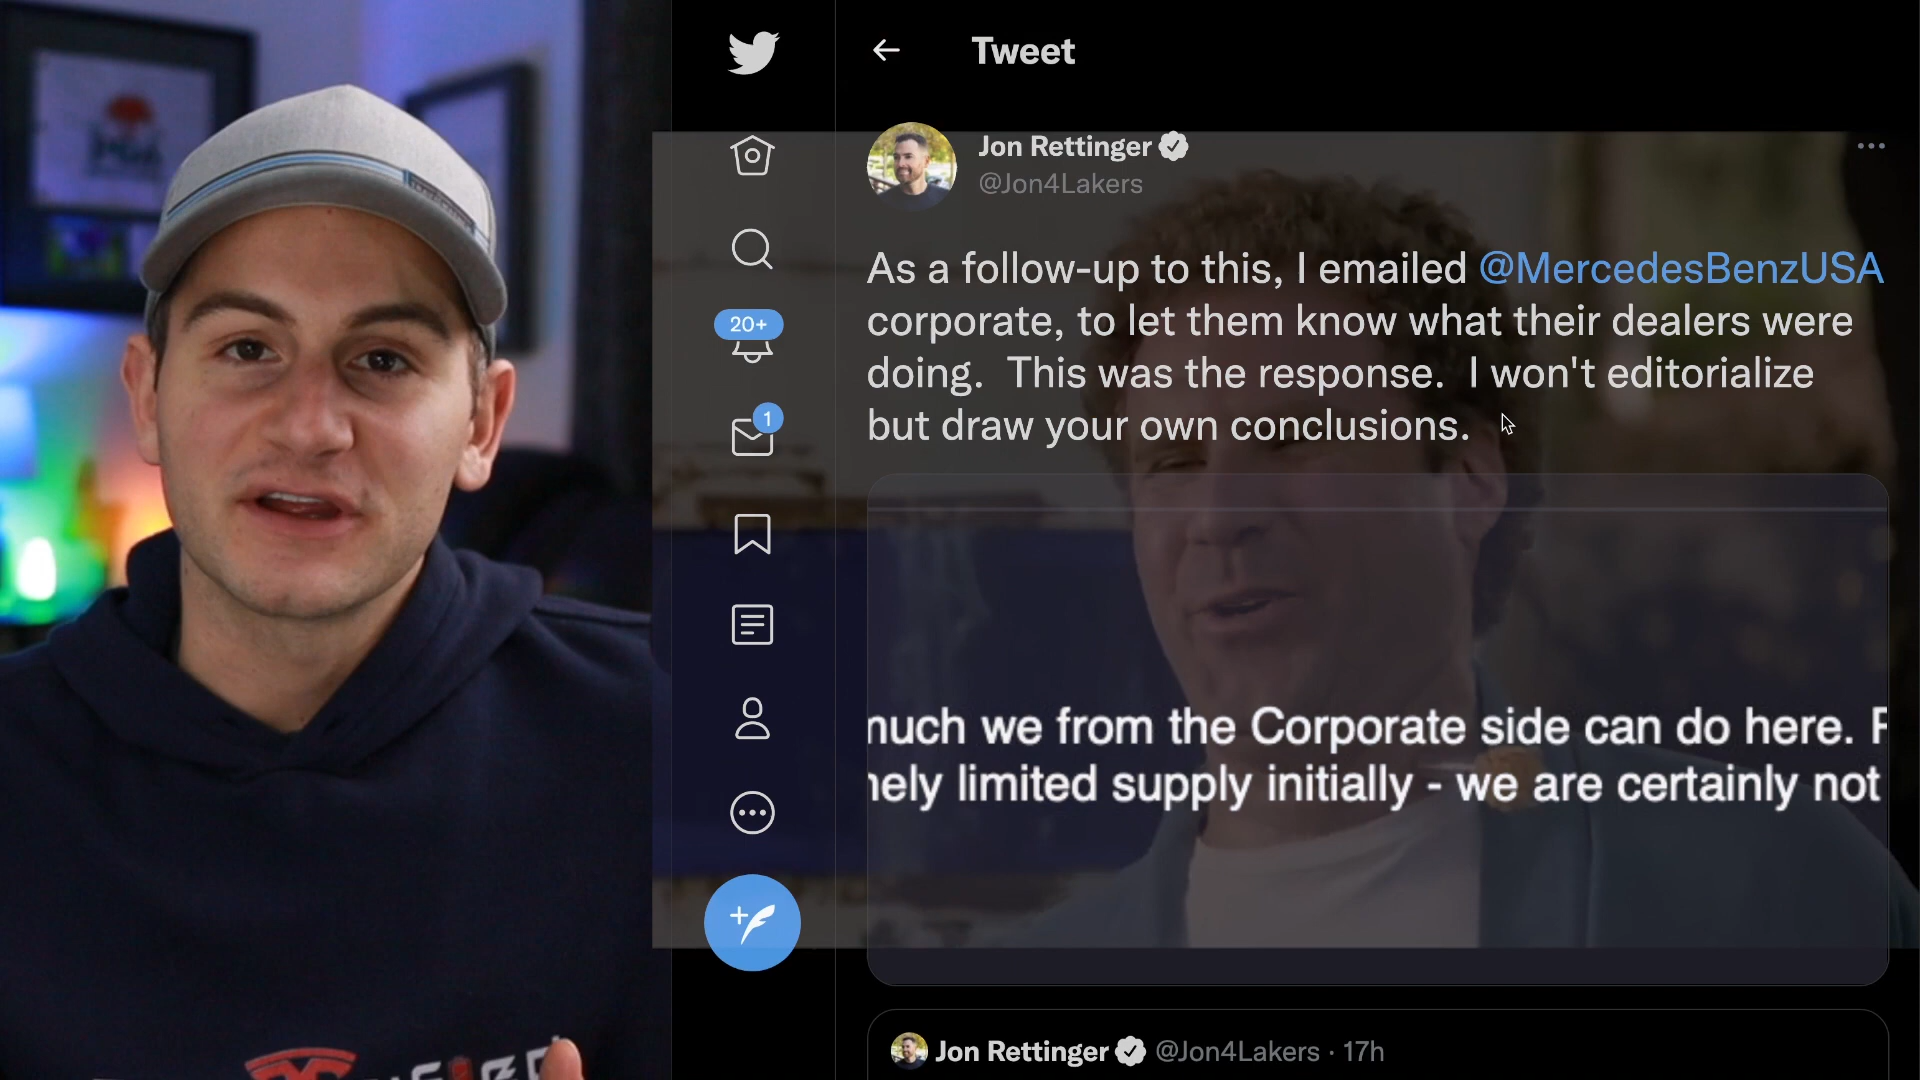 Tweet
Jon Rettinger
@Jon4Lakers
As a follow-up to this, I emailed @MercedesBenzUSA
corporate, to let them know what their dealers were
doing. This was the response. I won't editorialize
but draw your own conclusions.
20+
1
much we from the Corporate side can do here.
limited supply initially - we are certainly not
Jon Rettinger @Jon4Lakers · 17h